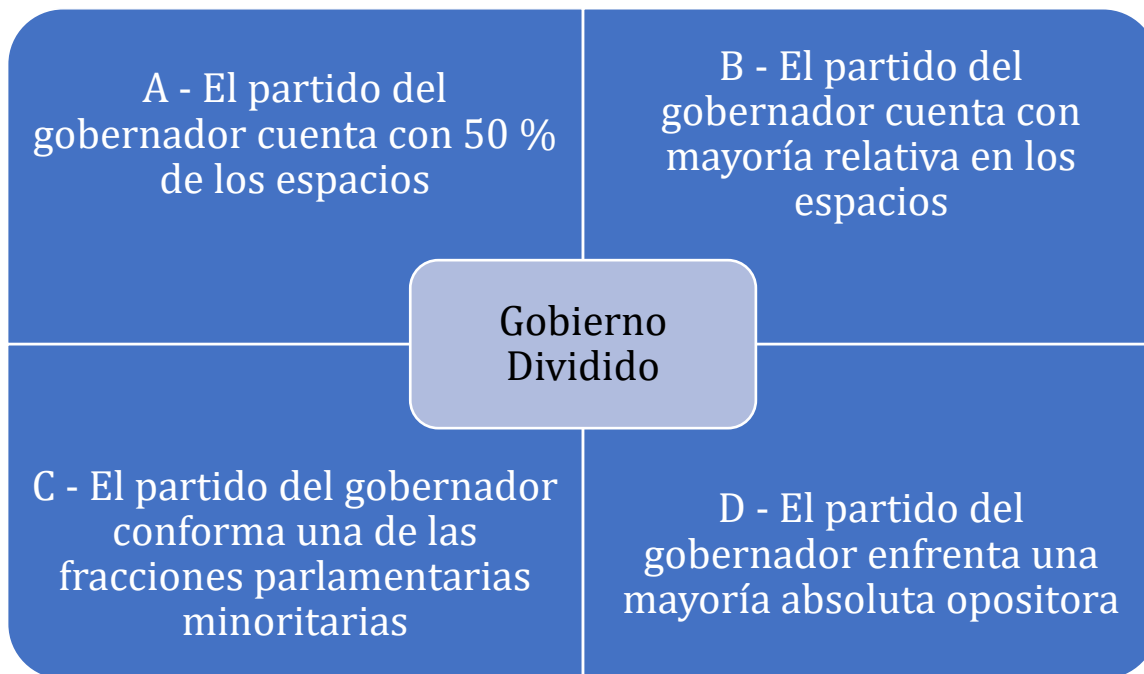 A - El partido del
gobernador cuenta con 50 %
de los espacios
B - El partido del
gobernador cuenta con
mayoría relativa en los
espacios
Gobierno
Dividido
C - El partido del gobernador
conforma una de las
fracciones parlamentarias
minoritarias
D - El partido del
gobernador enfrenta una
mayoría absoluta opositora